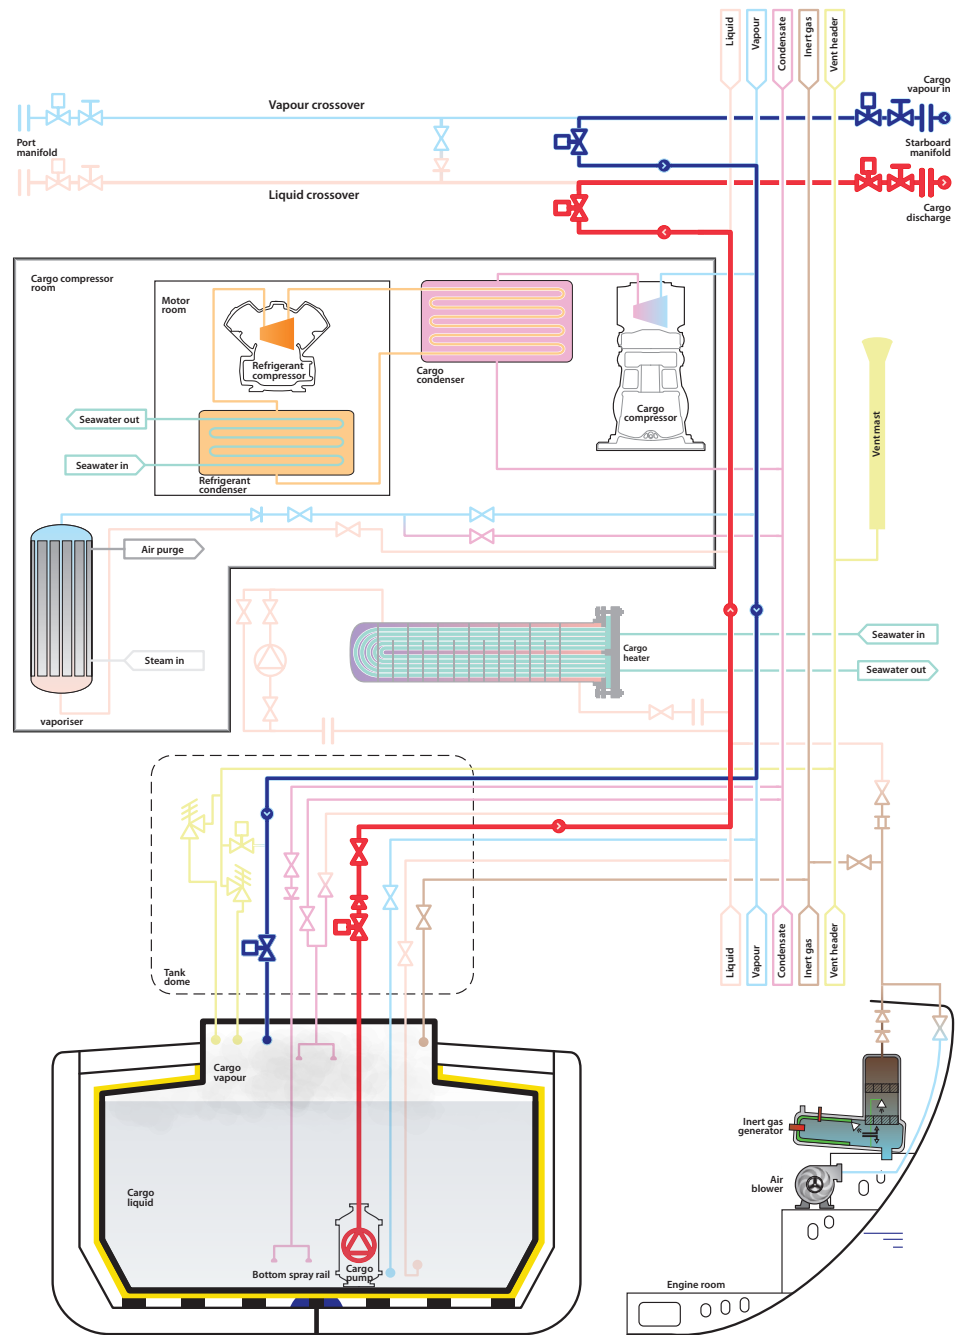 Liquid
Vapour
Condensate
Inert gas
Vent header
Cargo
vapour in
Vapour crossover
Port
manifold
Starboard
manifold
Liquid crossover
Cargo
discharge
Cargo compressor
room
Motor
room
Refrigerant
compressor
Cargo
condenser
Cargo
compressor
Seawater out
Seawater in
Refrigerant
condenser
Vent mast
Air purge
Steam in
vaporiser
Cargo
heater
Seawater in
Seawater out
Tank
dome
Liquid
Vapour
Condensate
Inert gas
Vent header
Cargo
vapour
Cargo
liquid
Bottom spray rail
Cargo
pump
Inert gas
generator
Air
blower
Engine room